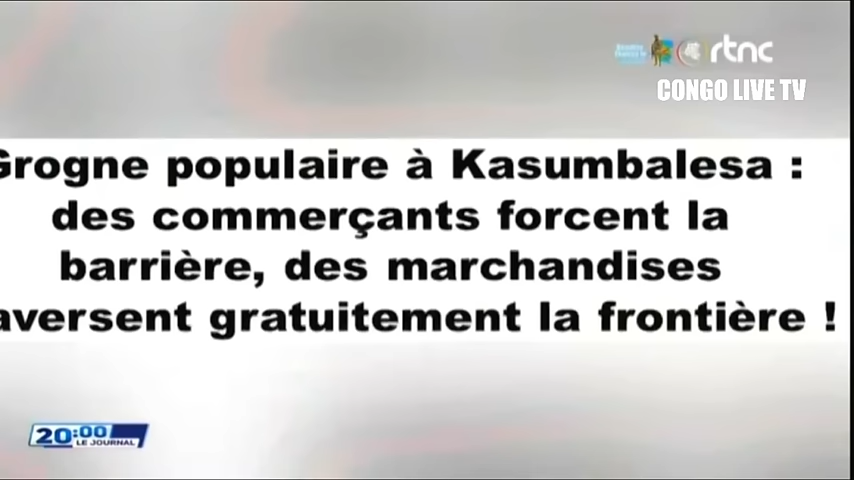 rtnc
CONGO LIVE TV
Grogne populaire à Kasumbalesa :
des commerçants forcent la
barrière, des marchandises
aversent gratuitement la frontière !
20:00
LE JOURNAL